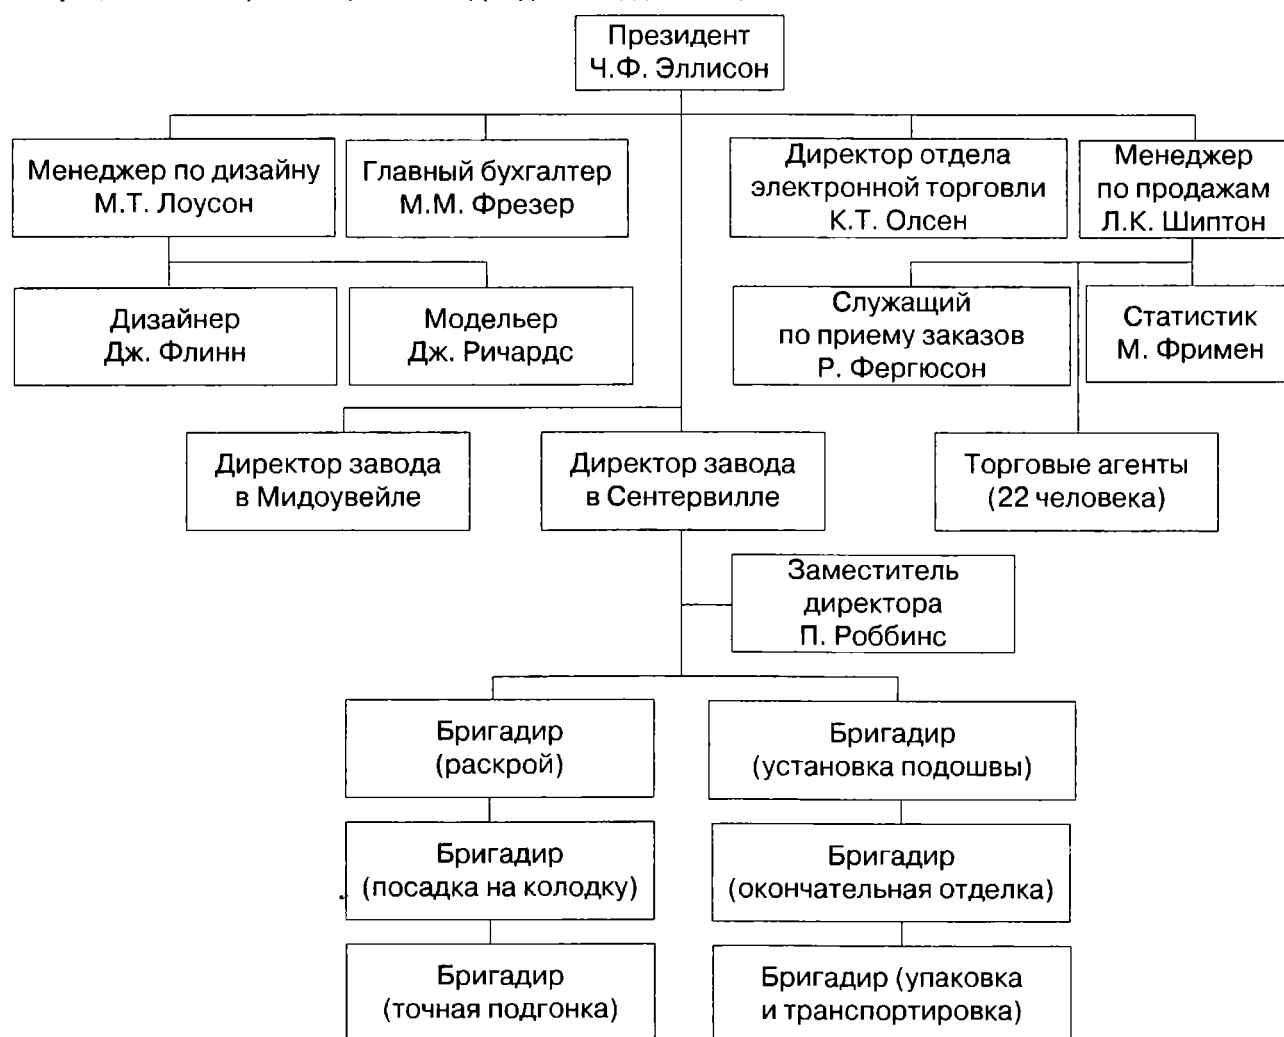 Президент
Ч.Ф. Эллисон
Менеджер по дизайну
М.Т. Лоусон
Главный бухгалтер
М.М. Фрезер
Директор отдела
электронной торговли
К.Т. Олсен
Менеджер
по продажам
Л.К. Шиптон
Дизайнер
Дж. Флинн
Модельер
Дж. Ричардс
Служащий
по приему заказов
Р. Фергюсон
Статистик
М. Фримен
Директор завода
в Мидоувейле
Директор завода
в Сентервилле
Торговые агенты
(22 человека)
Заместитель
директора
П. Роббинс
Бригадир
(раскрой)
Бригадир
(установка подошвы)
Бригадир
(посадка на колодку)
Бригадир
(окончательная отделка)
Бригадир
(точная подгонка)
Бригадир (упаковка
и транспортировка)